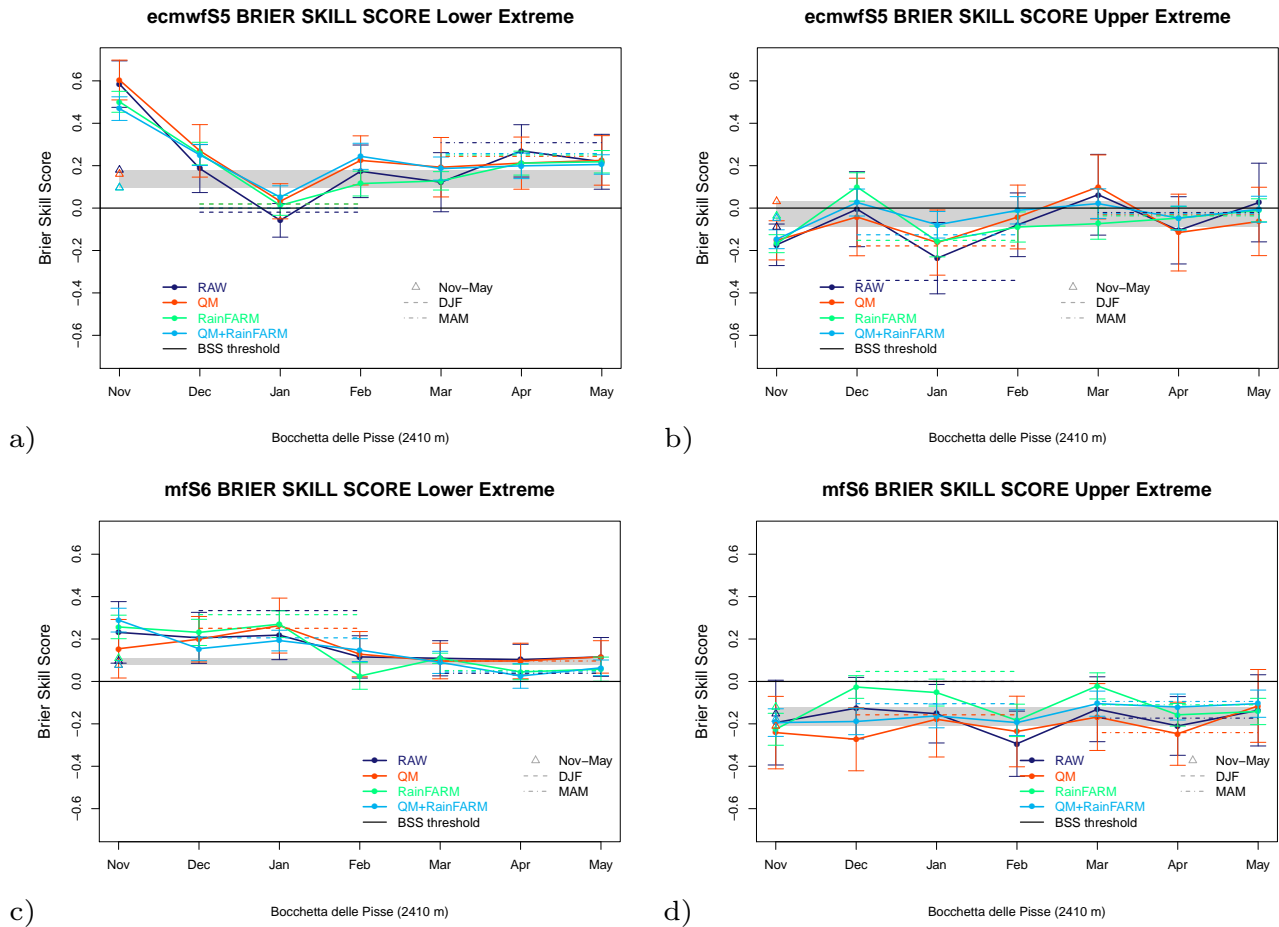 ecmwfS5 BRIER SKILL SCORE Lower Extreme
Brier Skill Score
0.6
0.4
0.2
0.0
−0.2
−0.4
−0.6
RAW
QM
RainFARM
QM+RainFARM
BSS threshold
Nov−May
DJF
MAM
Nov Dec Jan Feb Mar Apr May
Bocchetta delle Pisse (2410 m)
a)
ecmwfS5 BRIER SKILL SCORE Upper Extreme
Brier Skill Score
0.6
0.4
0.2
0.0
−0.2
−0.4
−0.6
RAW
QM
RainFARM
QM+RainFARM
BSS threshold
Nov−May
DJF
MAM
Nov Dec Jan Feb Mar Apr May
Bocchetta delle Pisse (2410 m)
b)
mfS6 BRIER SKILL SCORE Lower Extreme
Brier Skill Score
0.6
0.4
0.2
0.0
−0.2
−0.4
−0.6
RAW
QM
RainFARM
QM+RainFARM
BSS threshold
Nov−May
DJF
MAM
Nov Dec Jan Feb Mar Apr May
Bocchetta delle Pisse (2410 m)
c)
mfS6 BRIER SKILL SCORE Upper Extreme
Brier Skill Score
0.6
0.4
0.2
0.0
−0.2
−0.4
−0.6
RAW
QM
RainFARM
QM+RainFARM
BSS threshold
Nov−May
DJF
MAM
Nov Dec Jan Feb Mar Apr May
Bocchetta delle Pisse (2410 m)
d)